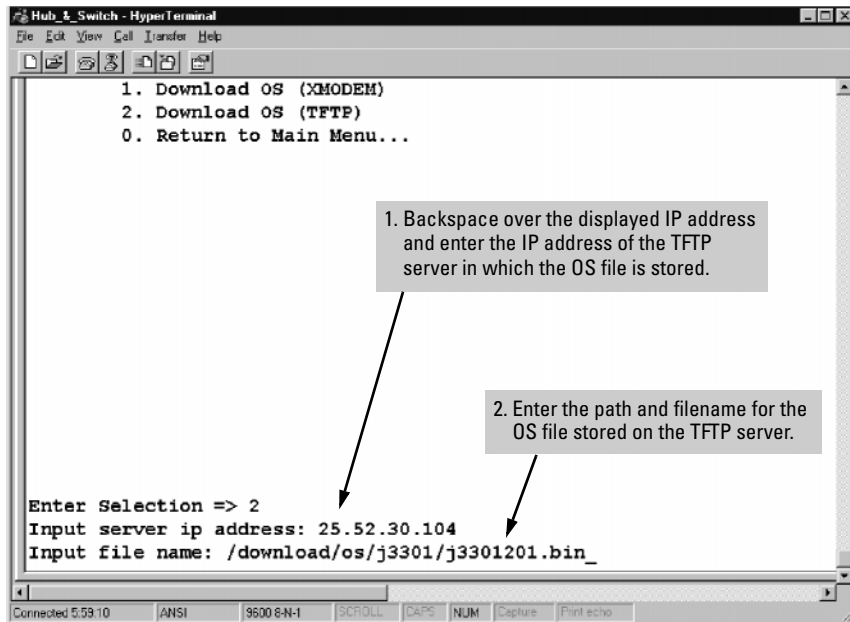 Hub_&_Switch - HyperTerminal
File Edit View Call Transfer Help
1. Download OS (XMODEM)
2. Download OS (TFTP)
0. Return to Main Menu...
1. Backspace over the displayed IP address
and enter the IP address of the TFTP
server in which the OS file is stored.
2. Enter the path and filename for the
OS file stored on the TFTP server.
Enter Selection => 2
Input server ip address: 25.52.30.104
Input file name: /download/os/j3301/j3301201.bin_
Connected 5:59:10 ANSI 9600 8-N-1 SCROLL CAPS NUM Capture Print echo